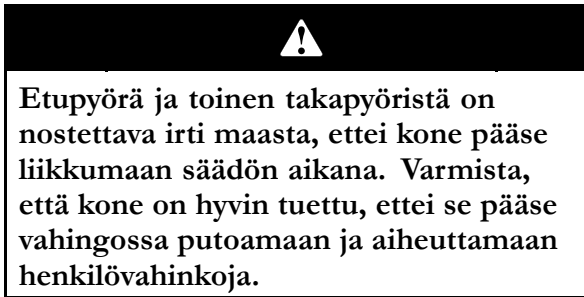 Etupyörä ja toinen takapyöristä on
nostettava irti maasta, ettei kone pääse
liikkumaan säädön aikana. Varmista,
että kone on hyvin tuettu, ettei se pääse
vahingossa putoamaan ja aiheuttamaan
henkilövahinkoja.